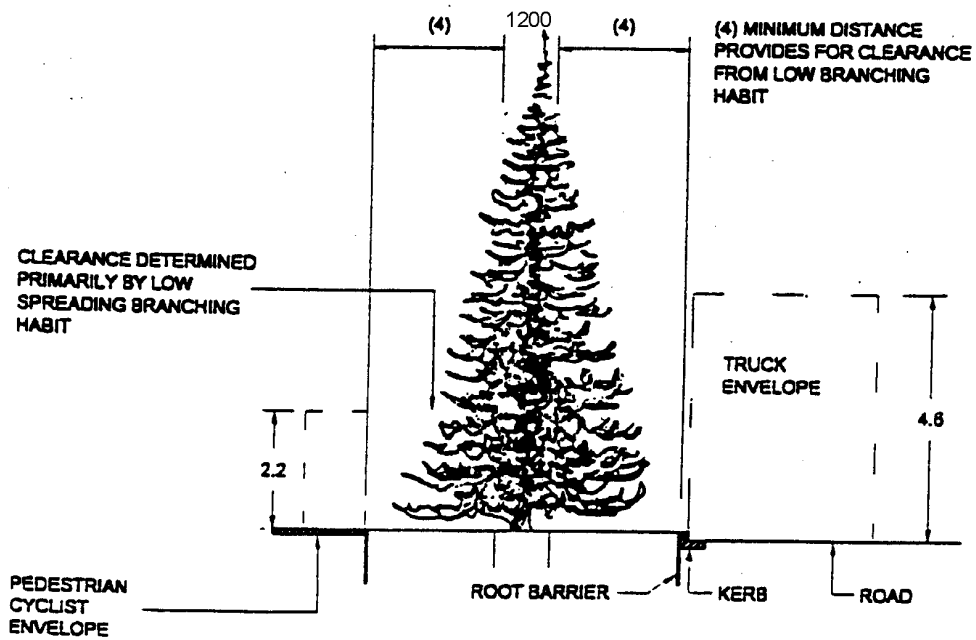 (4)
1200
(4)
(4) MINIMUM DISTANCE
PROVIDES FOR CLEARANCE
FROM LOW BRANCHING
HABIT
CLEARANCE DETERMINED
PRIMARILY BY LOW
SPREADING BRANCHING
HABIT
TRUCK
ENVELOPE
4.6
2.2
PEDESTRIAN
CYCLIST
ENVELOPE
ROOT BARRIER
KERB
ROAD